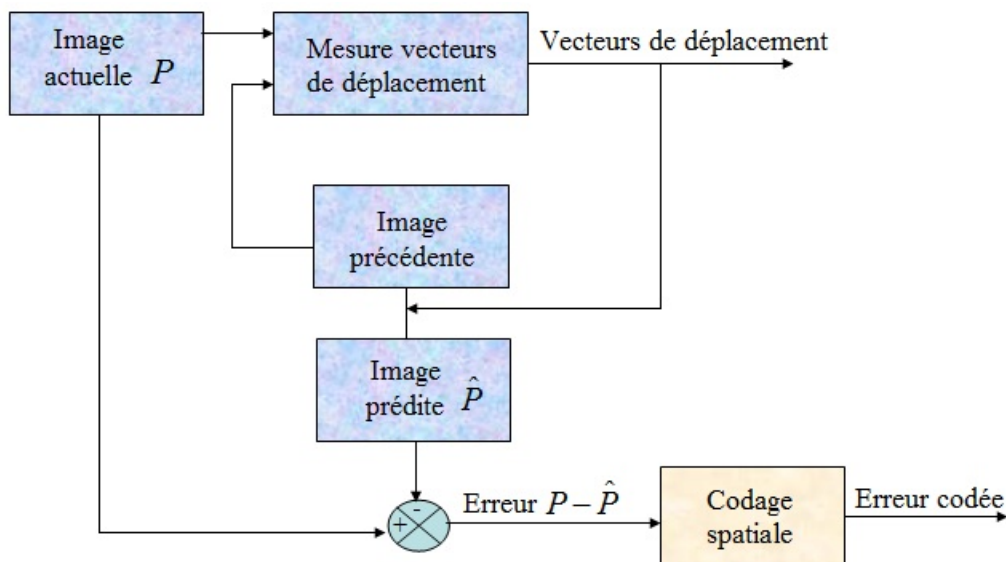 Image
actuelle P
Mesure vecteurs
de déplacement
Vecteurs de déplacement
Image
précédente
Image
prédite P̂
-
+
Erreur P – P̂
Codage
spatiale
Erreur codée